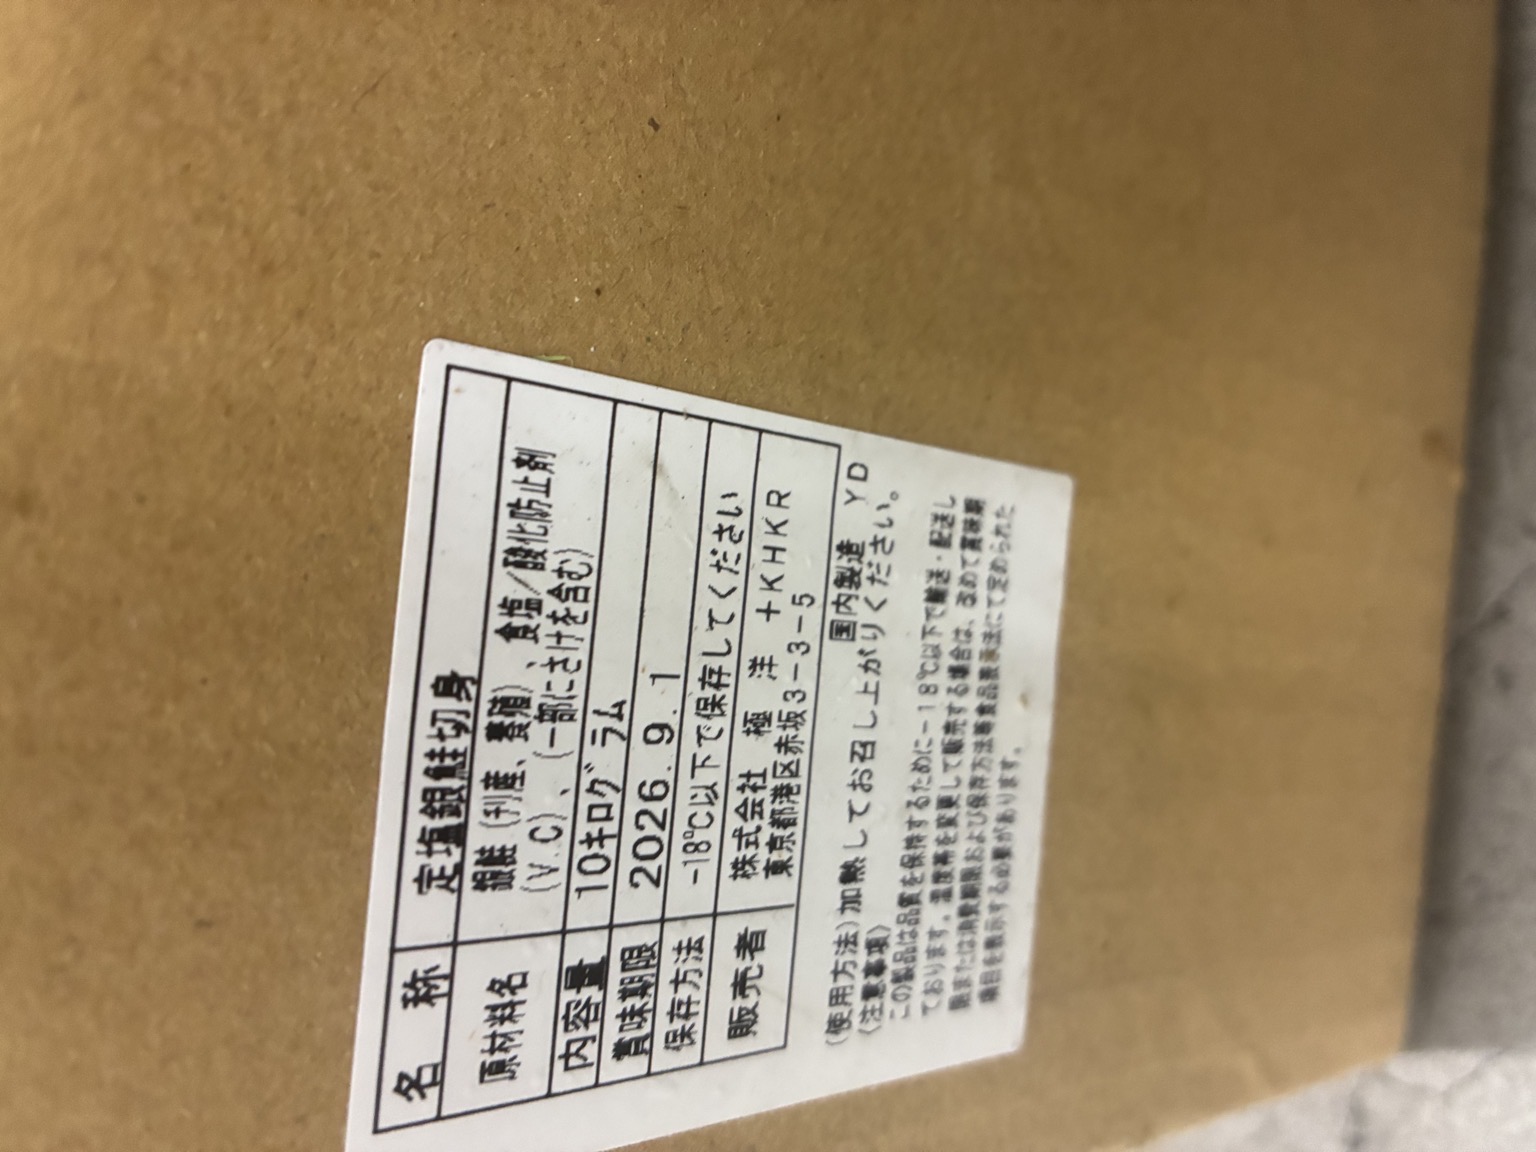 名 称 定塩銀鮭切身
原材料名 銀鮭（チリ産、養殖）、食塩／酸化防止剤
（V.C）、（一部にさけを含む）
内容量 10キログラム
賞味期限 2026.9.1
保存方法 -18℃以下で保存してください
販売者 株式会社 極 洋 +KHKR
東京都港区赤坂3-3-5
国内製造 YD
(使用方法)加熱してお召し上がりください。
〈注意事項〉
この製品は品質を保持するために-18℃以下で輸送・配送し
ております。温度帯を変更して販売する場合は、改めて賞味期
限または消費期限および保存方法等食品表示法にて定められた
項目を表示する必要があります。